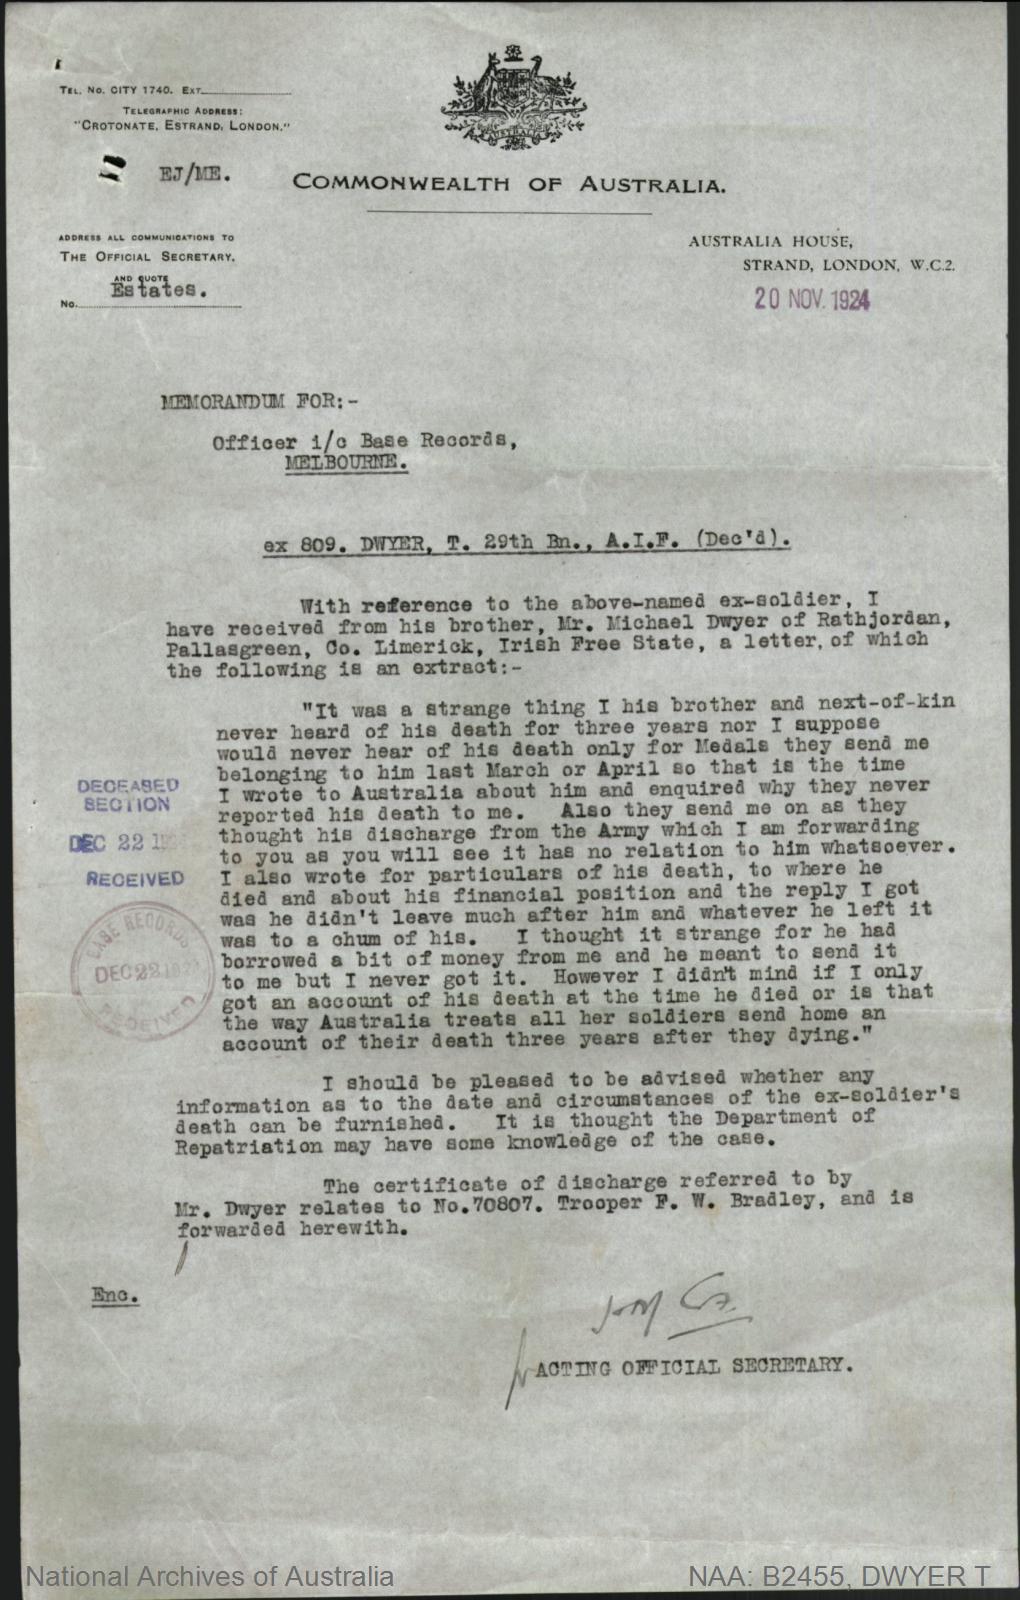 TEL. NO. CITY 1740. EXT.
TELEGRAPHIC ADDRESS:
"CROTONATE, ESTRAND, LONDON."
EJ/ME.
COMMONWEALTH OF AUSTRALIA.
ADDRESS ALL COMMUNICATIONS TO
THE OFFICIAL SECRETARY.
AND QUOTE
Estates.
No.
AUSTRALIA HOUSE,
STRAND, LONDON, W.C.2.
20 NOV. 1924
MEMORANDUM FOR:-
Officer i/c Base Records,
MELBOURNE.
ex 809. DWYER, T. 29th Bn., A.I.F. (Dec'd).
With reference to the above-named ex-soldier, I
have received from his brother, Mr. Michael Dwyer of Rathjordan,
Pallasgreen, Co. Limerick, Irish Free State, a letter, of which
the following is an extract:-
"It was a strange thing I his brother and next-of-kin
never heard of his death for three years nor I suppose
would never hear of his death only for Medals they send me
belonging to him last March or April so that is the time
I wrote to Australia about him and enquired why they never
reported his death to me. Also they send me on as they
thought his discharge from the Army which I am forwarding
to you as you will see it has no relation to him whatsoever.
I also wrote for particulars of his death, to where he
died and about his financial position and the reply I got
was he didn't leave much after him and whatever he left it
was to a chum of his. I thought it strange for he had
borrowed a bit of money from me and he meant to send it
to me but I never got it. However I didn't mind if I only
got an account of his death at the time he died or is that
the way Australia treats all her soldiers send home an
account of their death three years after they dying."
DECEASED
SECTION
DEC 22 19
RECEIVED
BASE RECORDS
DEC 22 192
RECEIVED
I should be pleased to be advised whether any
information as to the date and circumstances of the ex-soldier's
death can be furnished. It is thought the Department of
Repatriation may have some knowledge of the case.
The certificate of discharge referred to by
Mr. Dwyer relates to No.70807. Trooper F. W. Bradley, and is
forwarded herewith.
Enc.
for ACTING OFFICIAL SECRETARY.
National Archives of Australia
NAA: B2455, DWYER T